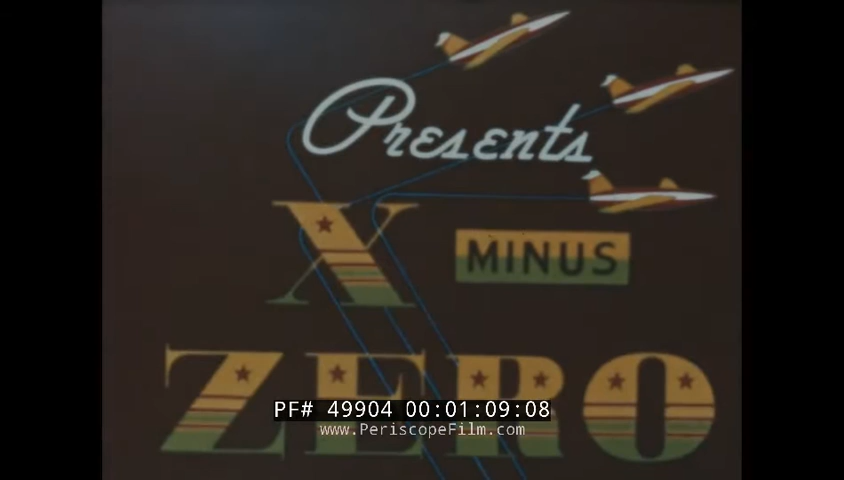 Presents
X MINUS
ZERO
PF# 49904 00:01:09:08
www.PeriscopeFilm.com